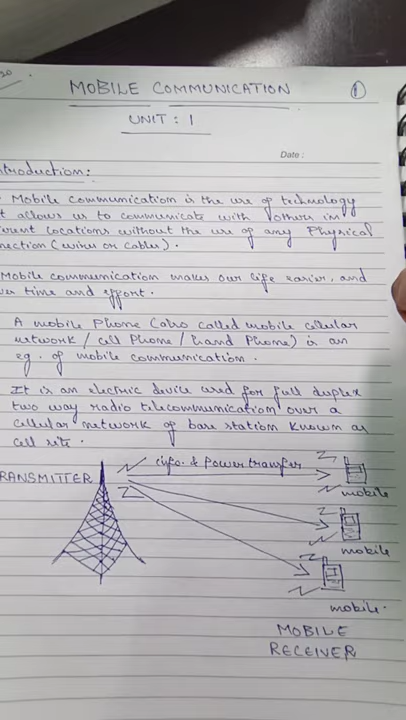 20
MOBILE COMMUNICATION 1
UNIT : 1
Date :
ntroduction:
Mobile communication is the use of technology
t allows us to communicate with others in
erent locations without the use of any Physical
nection (wires or cables).
Mobile communication makes our life easier, and
er time and effort.
A mobile Phone (also called mobile cellular
network / cell Phone / hand Phone) is an
eg. of mobile communication.
It is an electric device used for full duplex
two way radio telecommunication over a
cellular network of base station known as
cell site.
TRANSMITTER
info. & power transfer
mobile
mobile
mobile.
MOBILE
RECEIVER